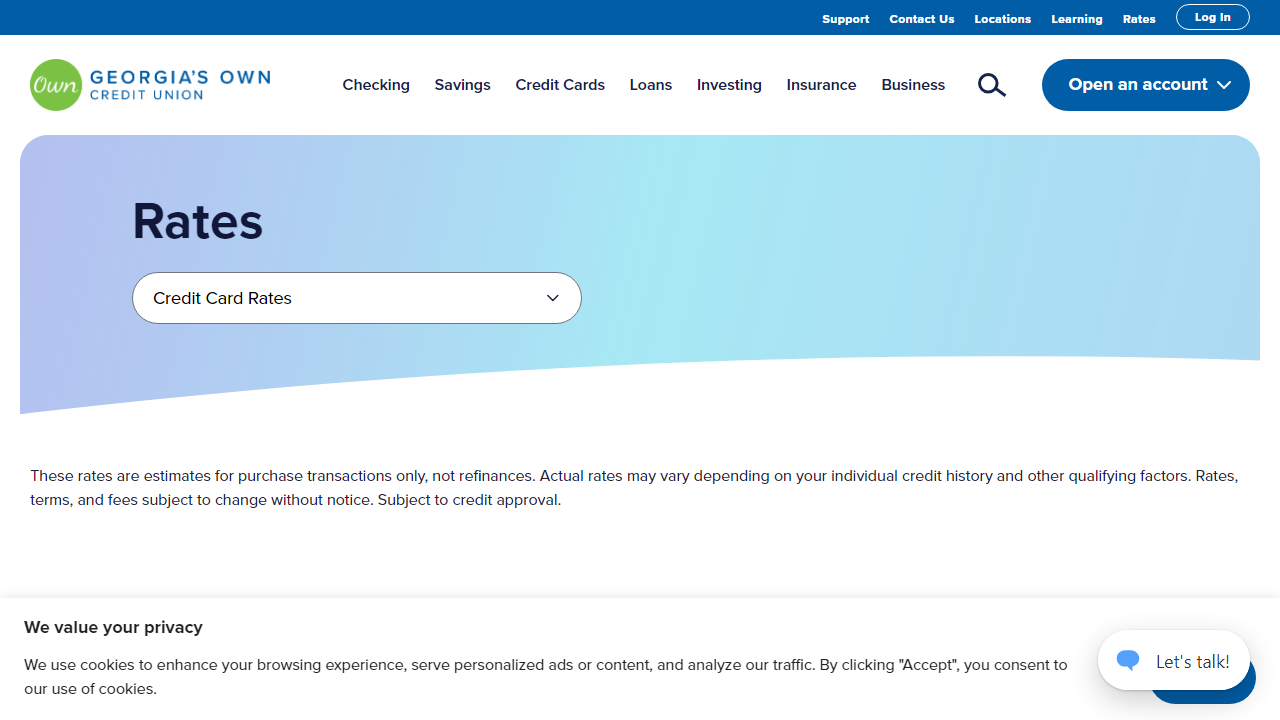 Support Contact Us Locations Learning Rates Log In
Own GEORGIA'S OWN
CREDIT UNION
Checking Savings Credit Cards Loans Investing Insurance Business Open an account
Rates
Credit Card Rates
These rates are estimates for purchase transactions only, not refinances. Actual rates may vary depending on your individual credit history and other qualifying factors. Rates,
terms, and fees subject to change without notice. Subject to credit approval.
We value your privacy
We use cookies to enhance your browsing experience, serve personalized ads or content, and analyze our traffic. By clicking "Accept", you consent to
our use of cookies.
Let's talk!